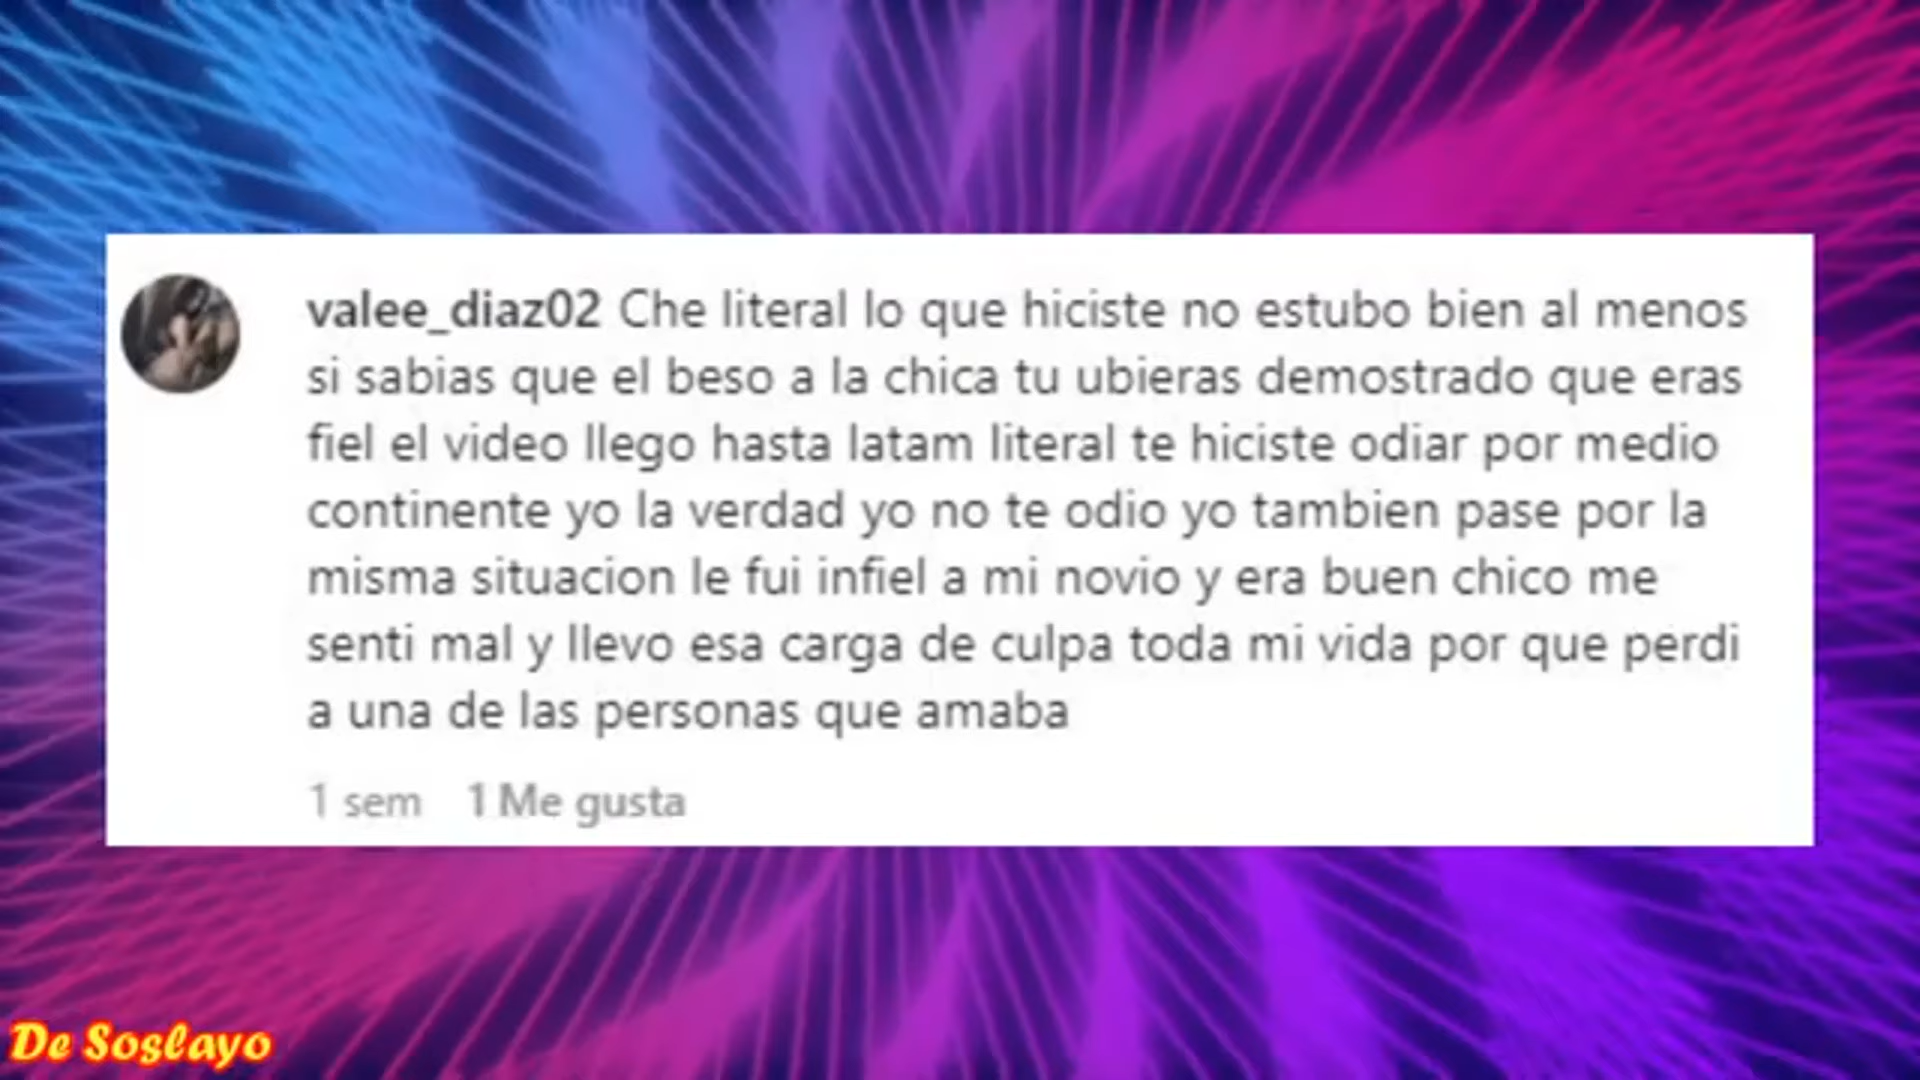 valee_diaz02 Che literal lo que hiciste no estubo bien al menos
si sabias que el beso a la chica tu ubieras demostrado que eras
fiel el video llego hasta latam literal te hiciste odiar por medio
continente yo la verdad yo no te odio yo tambien pase por la
misma situacion le fui infiel a mi novio y era buen chico me
senti mal y llevo esa carga de culpa toda mi vida por que perdi
a una de las personas que amaba
1 sem 1 Me gusta
De Soslayo